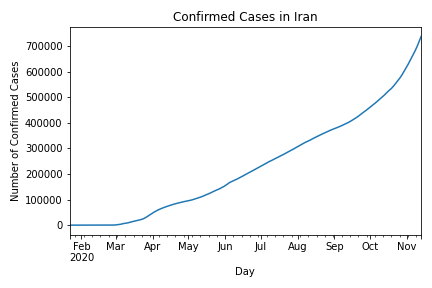 Confirmed Cases in Iran
Number of Confirmed Cases
700000
600000
500000
400000
300000
200000
100000
0
Feb Mar Apr May Jun Jul Aug Sep Oct Nov
2020
Day